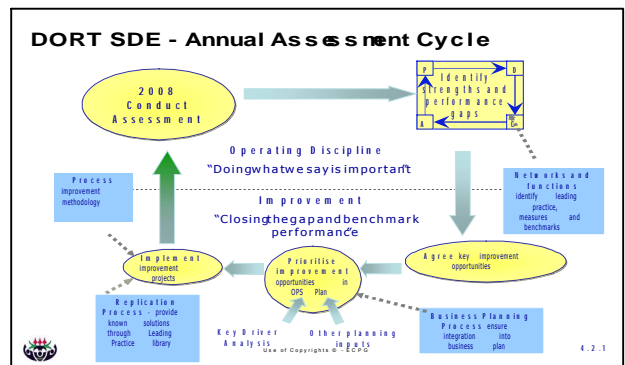 DORT SDE - Annual Assessment Cycle
2008
Conduct
Assessment
P
D
Identify
strengths and
performance
gaps
A
Operating Discipline
"Doing what we say is important"
Improvement
"Closing the gap and benchmark
performance"
Process
improvement
methodology
Networks and
functions
identify leading
practice,
measures and
benchmarks
Implement
improvement
projects
Prioritise
improvement
opportunities in
OPS Plan
Agree key improvement
opportunities
Replication
Process - provide
known solutions
through Leading
Practice library
Key Driver
Analysis
Other planning
inputs
Business Planning
Process ensure
integration into
business plan
Use of Copyrights © - ECPG
4.2.1